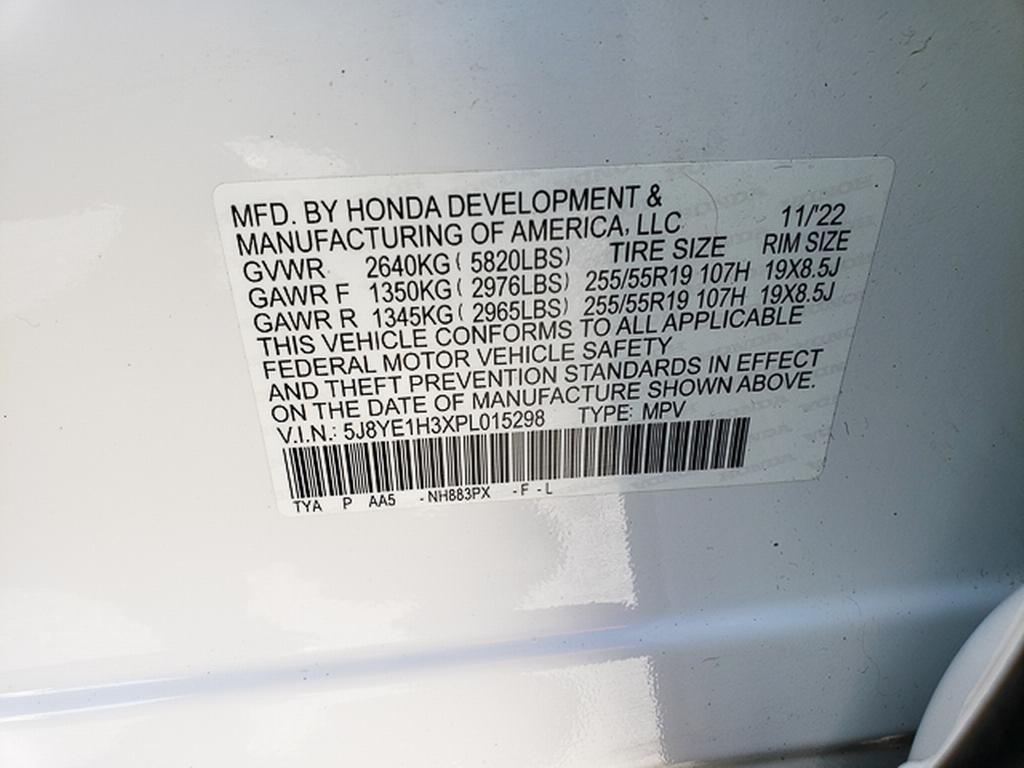 MFD. BY HONDA DEVELOPMENT &
MANUFACTURING OF AMERICA, LLC 11/'22
GVWR 2640KG ( 5820LBS) TIRE SIZE RIM SIZE
GAWR F 1350KG ( 2976LBS) 255/55R19 107H 19X8.5J
GAWR R 1345KG ( 2965LBS) 255/55R19 107H 19X8.5J
THIS VEHICLE CONFORMS TO ALL APPLICABLE
FEDERAL MOTOR VEHICLE SAFETY
AND THEFT PREVENTION STANDARDS IN EFFECT
ON THE DATE OF MANUFACTURE SHOWN ABOVE.
V.I.N.: 5J8YE1H3XPL015298 TYPE: MPV
TYA P AA5 -NH883PX -F -L